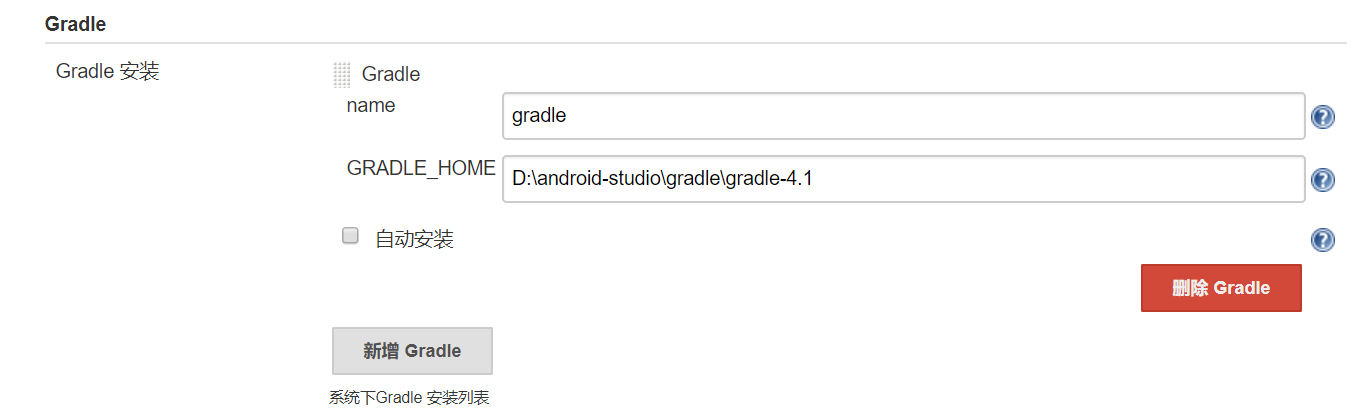 Gradle
Gradle 安装
Gradle
name
gradle
GRADLE_HOME
D:\android-studio\gradle\gradle-4.1
自动安装
删除 Gradle
新增 Gradle
系统下Gradle 安装列表